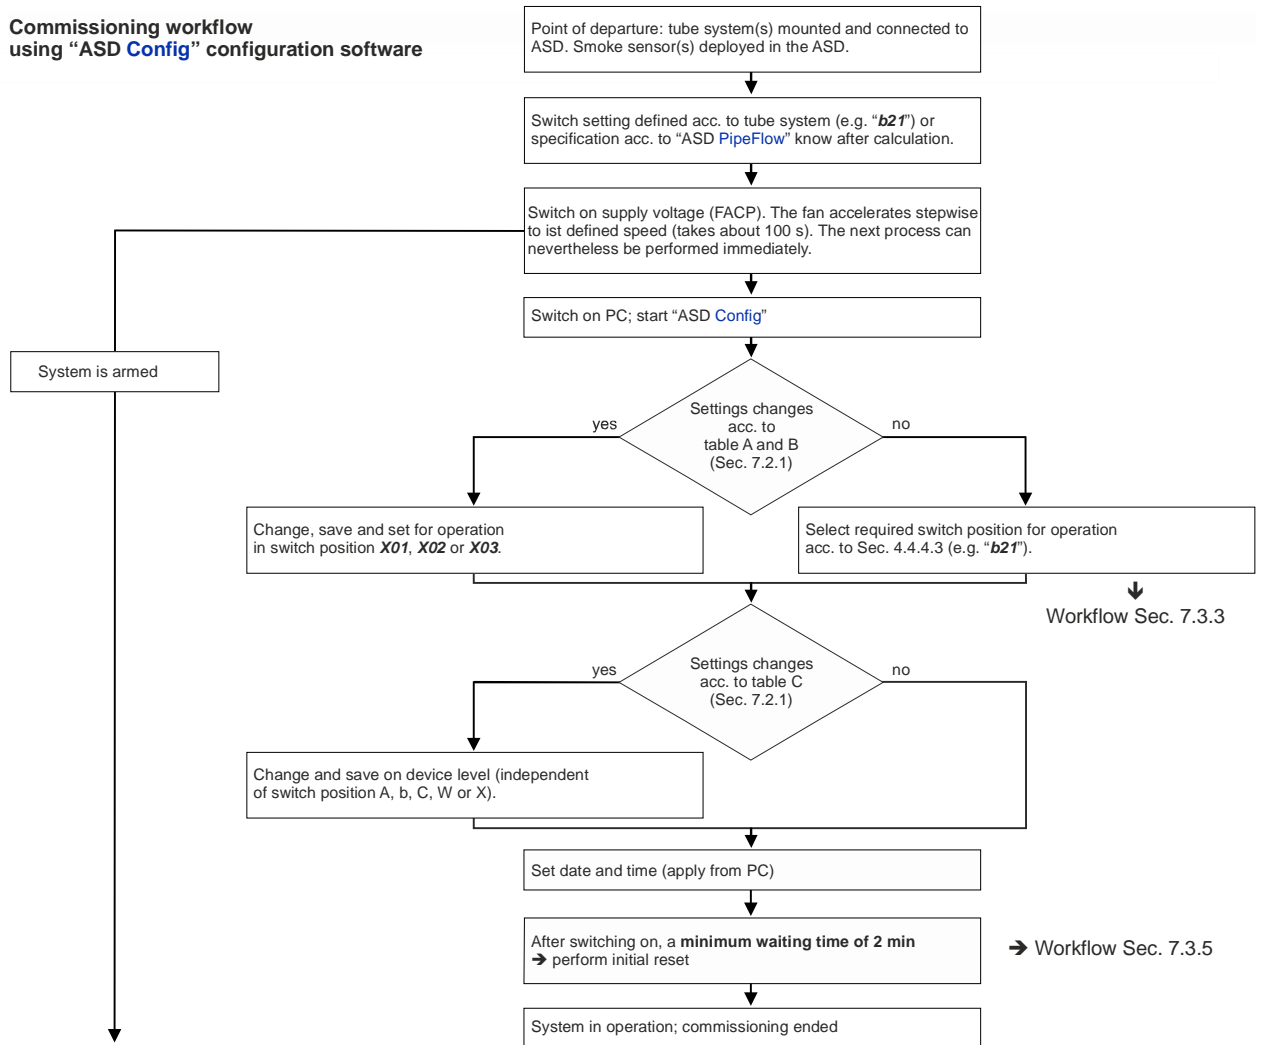 Commissioning workflow
using “ASD Config” configuration software
Point of departure: tube system(s) mounted and connected to
ASD. Smoke sensor(s) deployed in the ASD.
Switch setting defined acc. to tube system (e.g. “b21”) or
specification acc. to “ASD PipeFlow” know after calculation.
Switch on supply voltage (FACP). The fan accelerates stepwise
to ist defined speed (takes about 100 s). The next process can
nevertheless be performed immediately.
Switch on PC; start “ASD Config”
System is armed
Settings changes
acc. to
table A and B
(Sec. 7.2.1)
yes
no
Change, save and set for operation
in switch position X01, X02 or X03.
Select required switch position for operation
acc. to Sec. 4.4.4.3 (e.g. “b21”).
🡻
Workflow Sec. 7.3.3
Settings changes
acc. to table C
(Sec. 7.2.1)
yes
no
Change and save on device level (independent
of switch position A, b, C, W or X).
Set date and time (apply from PC)
After switching on, a minimum waiting time of 2 min
➔ perform initial reset
➔ Workflow Sec. 7.3.5
System in operation; commissioning ended